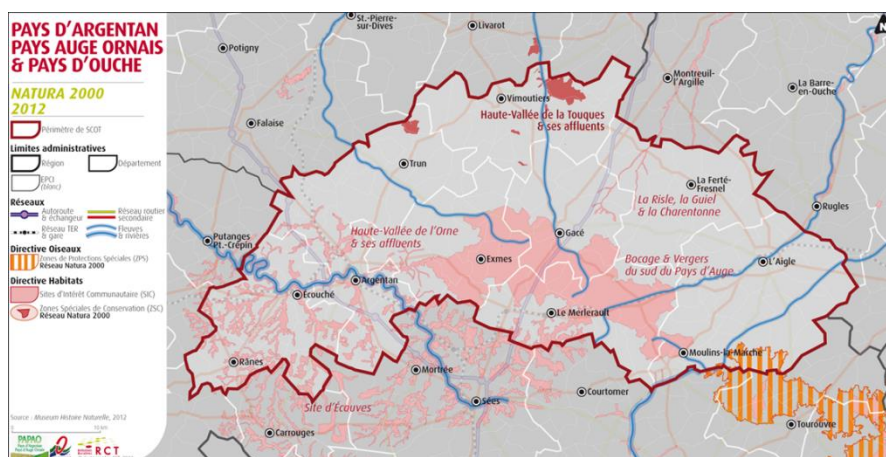 PAYS D'ARGENTAN
PAYS AUGE ORNAIS
& PAYS D'OUCHE
NATURA 2000
2012
Périmètre de SCOT
Limites administratives
Région
Département
EPCI
(blanc)
Réseaux
Autoroute
& échangeur
Réseau routier
secondaire
Réseau TER
& gare
Fleuves
& rivières
Directive Oiseaux
Zones de Protections Spéciales (ZPS)
Réseau Natura 2000
Directive Habitats
Sites d'Intérêt Communautaire (SIC)
Zones Spéciales de Conservation (ZSC)
Réseau Natura 2000
Source - Museum Histoire Naturelle, 2012
0
10 km
PAPAO
RCT
N
St.-Pierre-
sur-Dives
Livarot
Potigny
Montreuil-
l'Argille
La Barre-
en-Ouche
Vimoutiers
Haute-Vallée de la Touques
& ses affluents
Falaise
Trun
La Ferté-
Fresnel
La Risle, la Guiel
& la Charentonne
Rugles
Haute-Vallée de l'Orne
& ses affluents
Gacé
Putanges
Pt.-Crépin
Exmes
Bocage & Vergers
du sud du Pays d'Auge
L'Aigle
Argentan
Écouché
Le Merlerault
Moulins-la-Marche
Rânes
Mortrée
Courtomer
Sées
Site d'Écouves
Carrouges
Tourouvre